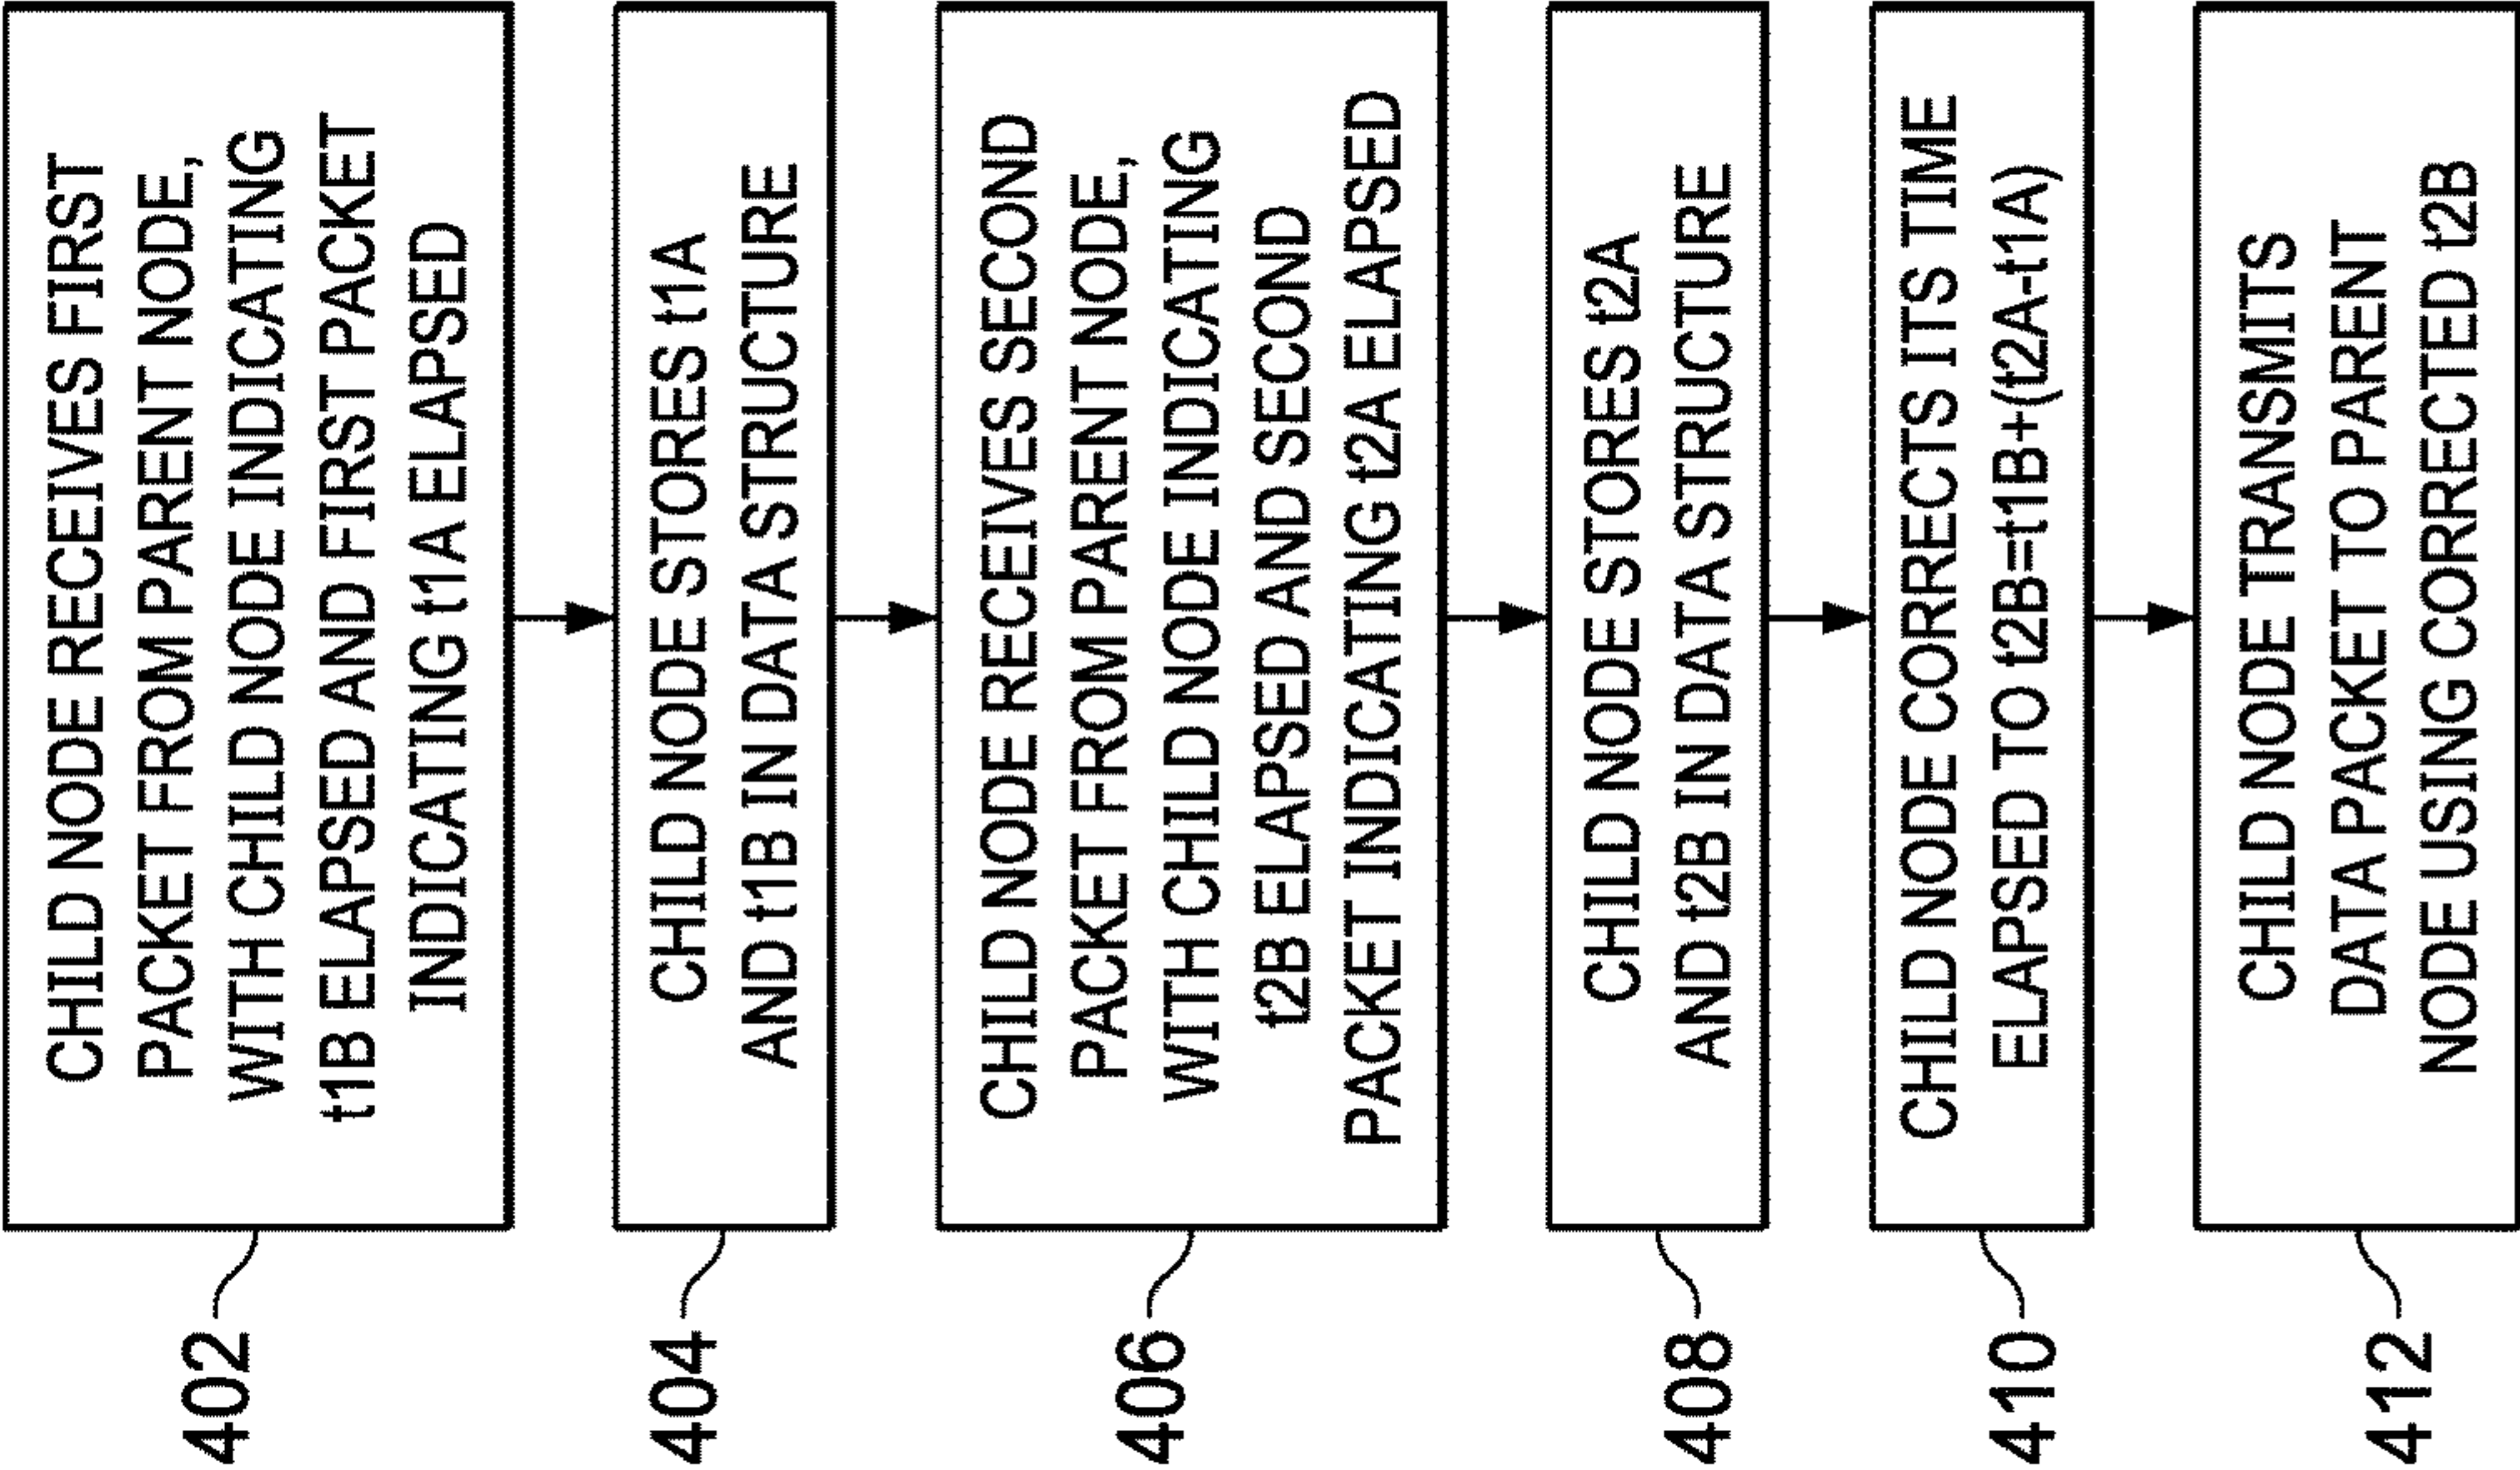 402
CHILD NODE RECEIVES FIRST
PACKET FROM PARENT NODE,
WITH CHILD NODE INDICATING
t1B ELAPSED AND FIRST PACKET
INDICATING t1A ELAPSED
404
CHILD NODE STORES t1A
AND t1B IN DATA STRUCTURE
406
CHILD NODE RECEIVES SECOND
PACKET FROM PARENT NODE,
WITH CHILD NODE INDICATING
t2B ELAPSED AND SECOND
PACKET INDICATING t2A ELAPSED
408
CHILD NODE STORES t2A
AND t2B IN DATA STRUCTURE
410
CHILD NODE CORRECTS ITS TIME
ELAPSED TO t2B=t1B+(t2A-t1A)
412
CHILD NODE TRANSMITS
DATA PACKET TO PARENT
NODE USING CORRECTED t2B